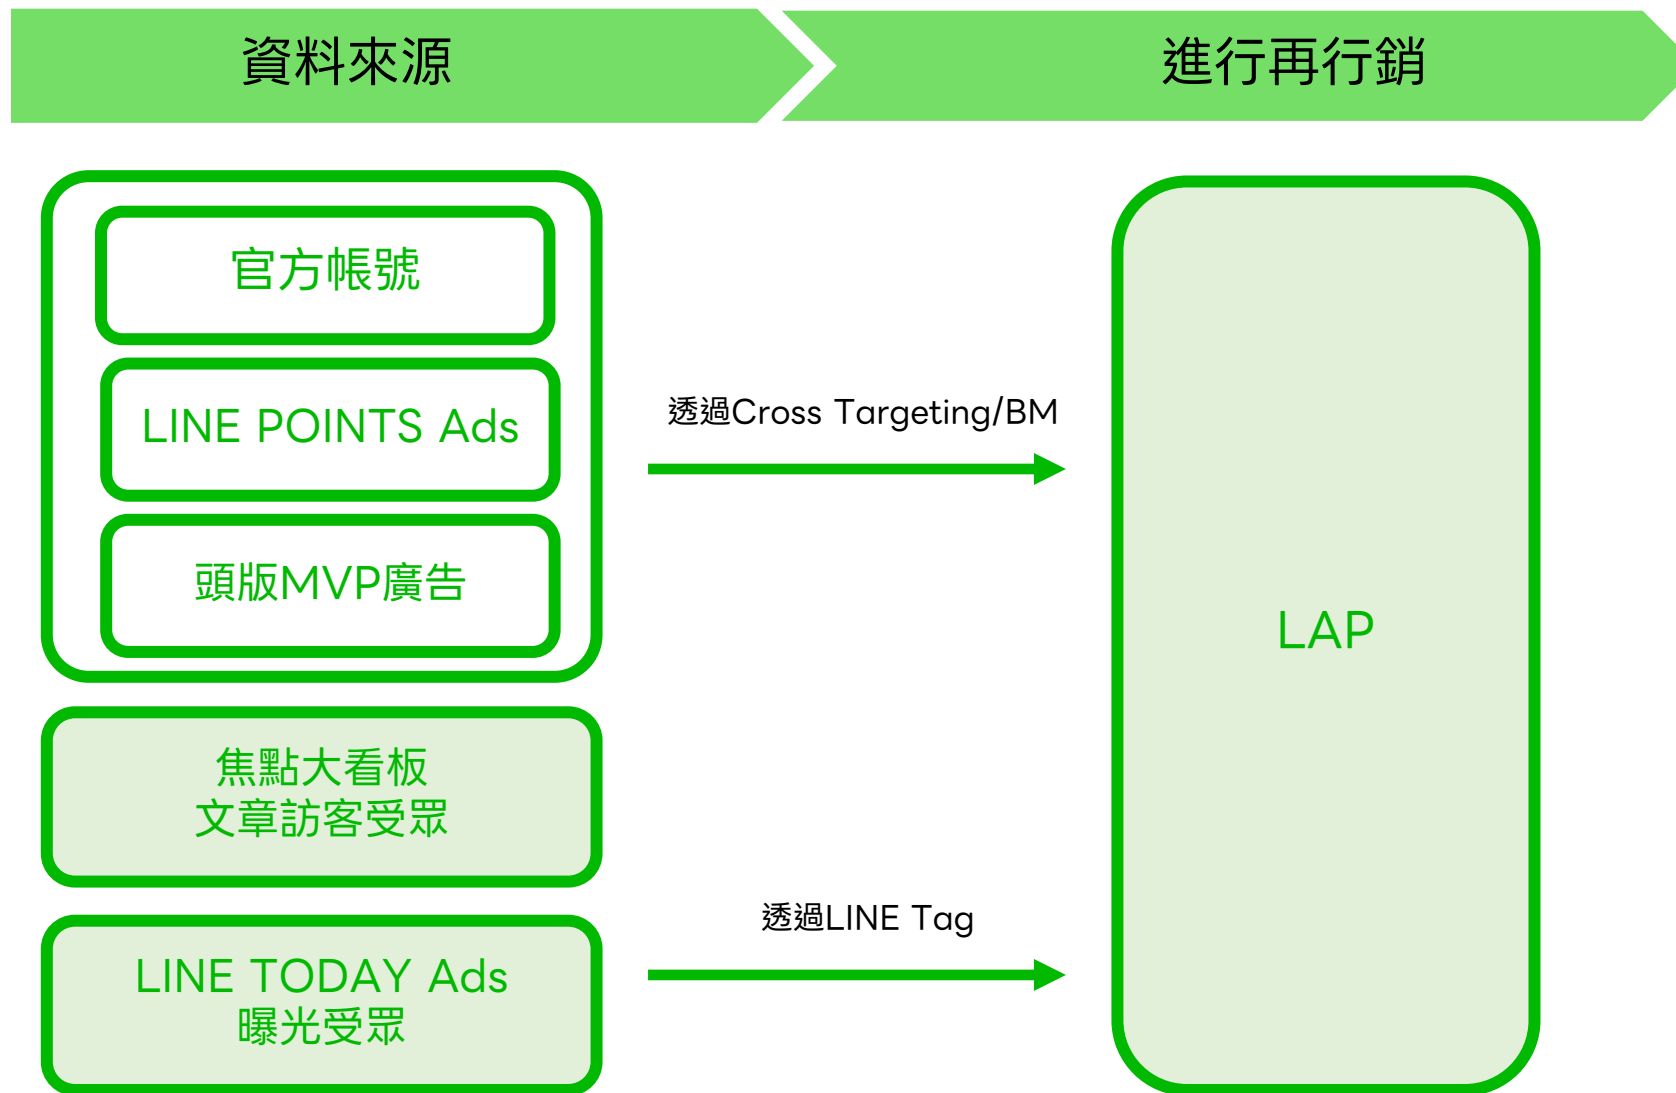 資料來源
進行再行銷
官方帳號
LINE POINTS Ads
頭版MVP廣告
透過Cross Targeting/BM
LAP
焦點大看板
文章訪客受眾
透過LINE Tag
LINE TODAY Ads
曝光受眾